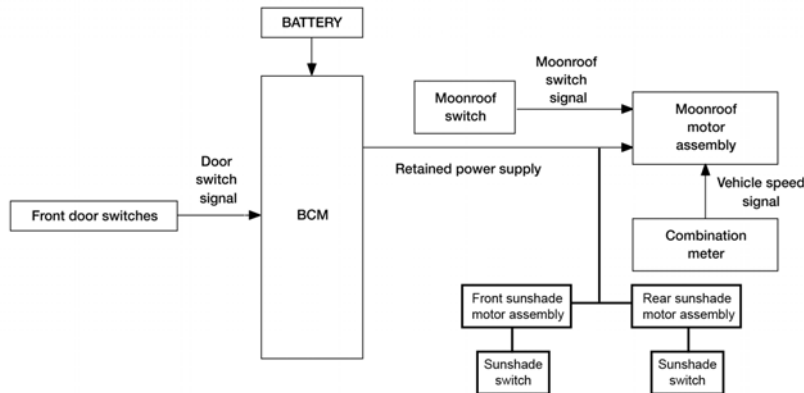 BATTERY
Moonroof
switch
signal
Moonroof
switch
Moonroof
motor
assembly
Door
switch
signal
Retained power supply
Vehicle speed
signal
Front door switches
BCM
Combination
meter
Front sunshade
motor assembly
Rear sunshade
motor assembly
Sunshade
switch
Sunshade
switch